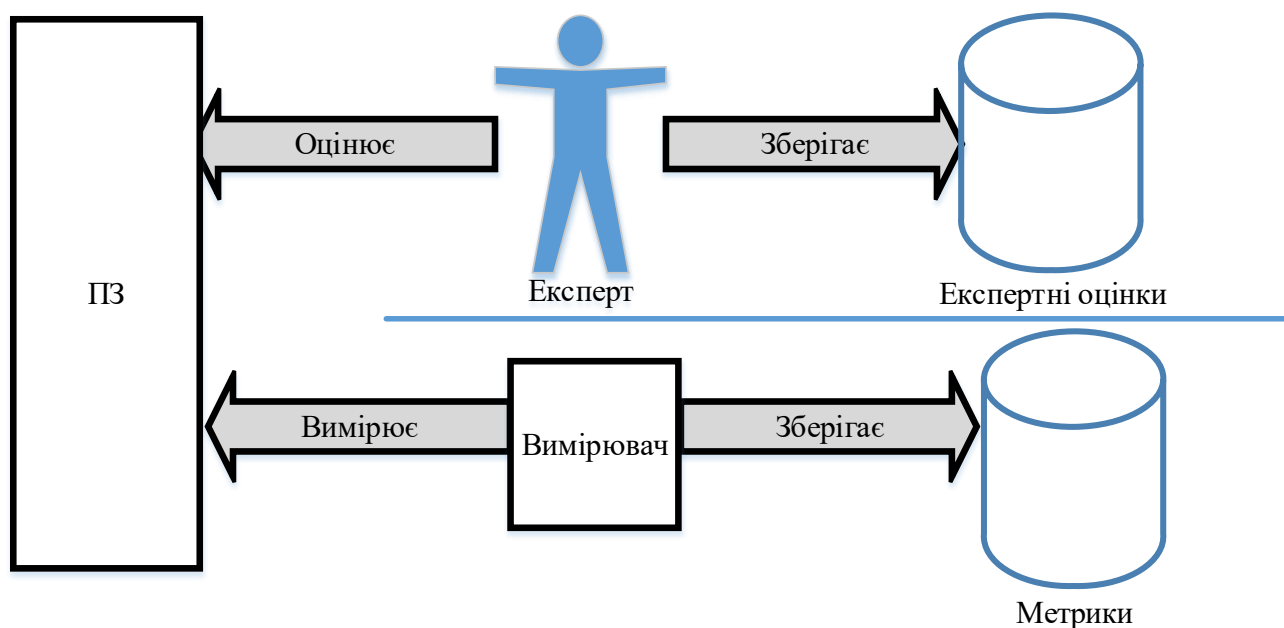 Оцінює
Зберігає
ПЗ
Експерт
Експертні оцінки
Вимірює
Вимірювач
Зберігає
Метрики